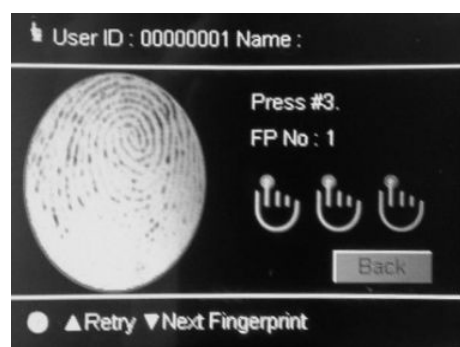 User ID : 00000001 Name :
Press #3.
FP No : 1
Back
▲Retry ▼Next Fingerprint